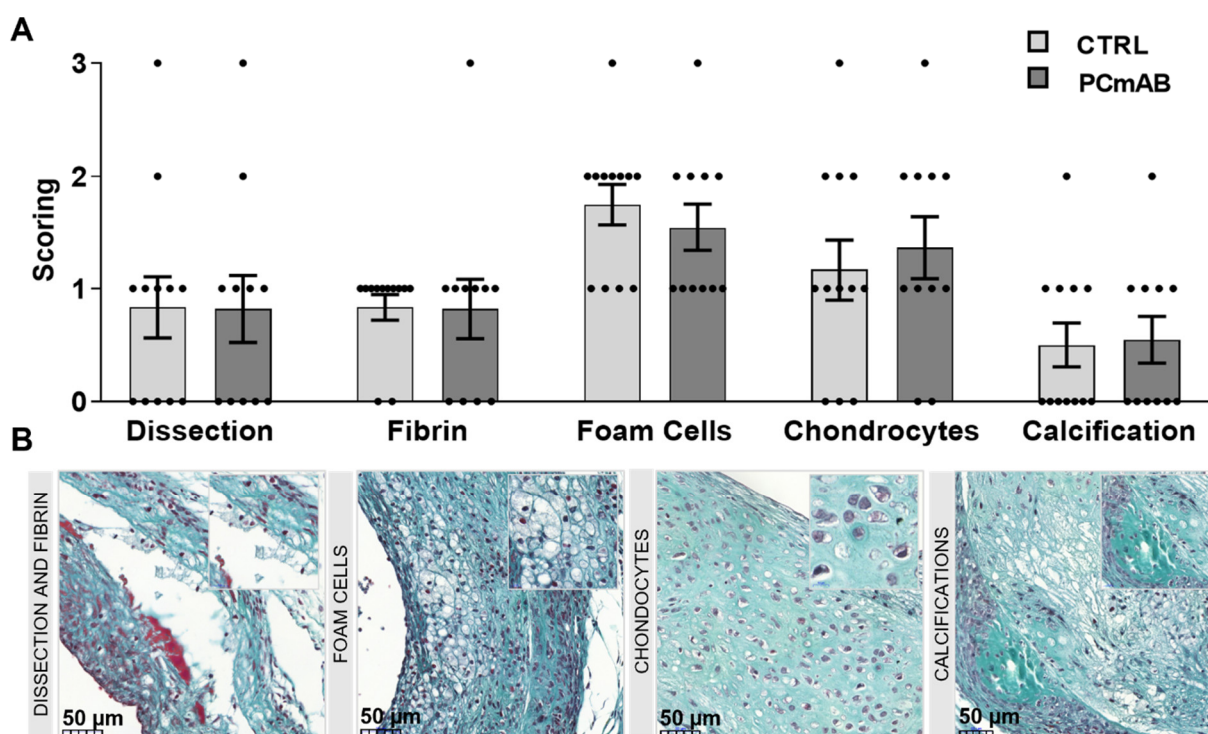 A
CTRL
PCmAB
Scoring
3
2
1
0
Dissection
Fibrin
Foam Cells
Chondrocytes
Calcification
B
DISSECTION AND FIBRIN
FOAM CELLS
CHONDOCYTES
CALCIFICATIONS
50 µm
50 µm
50 µm
50 µm